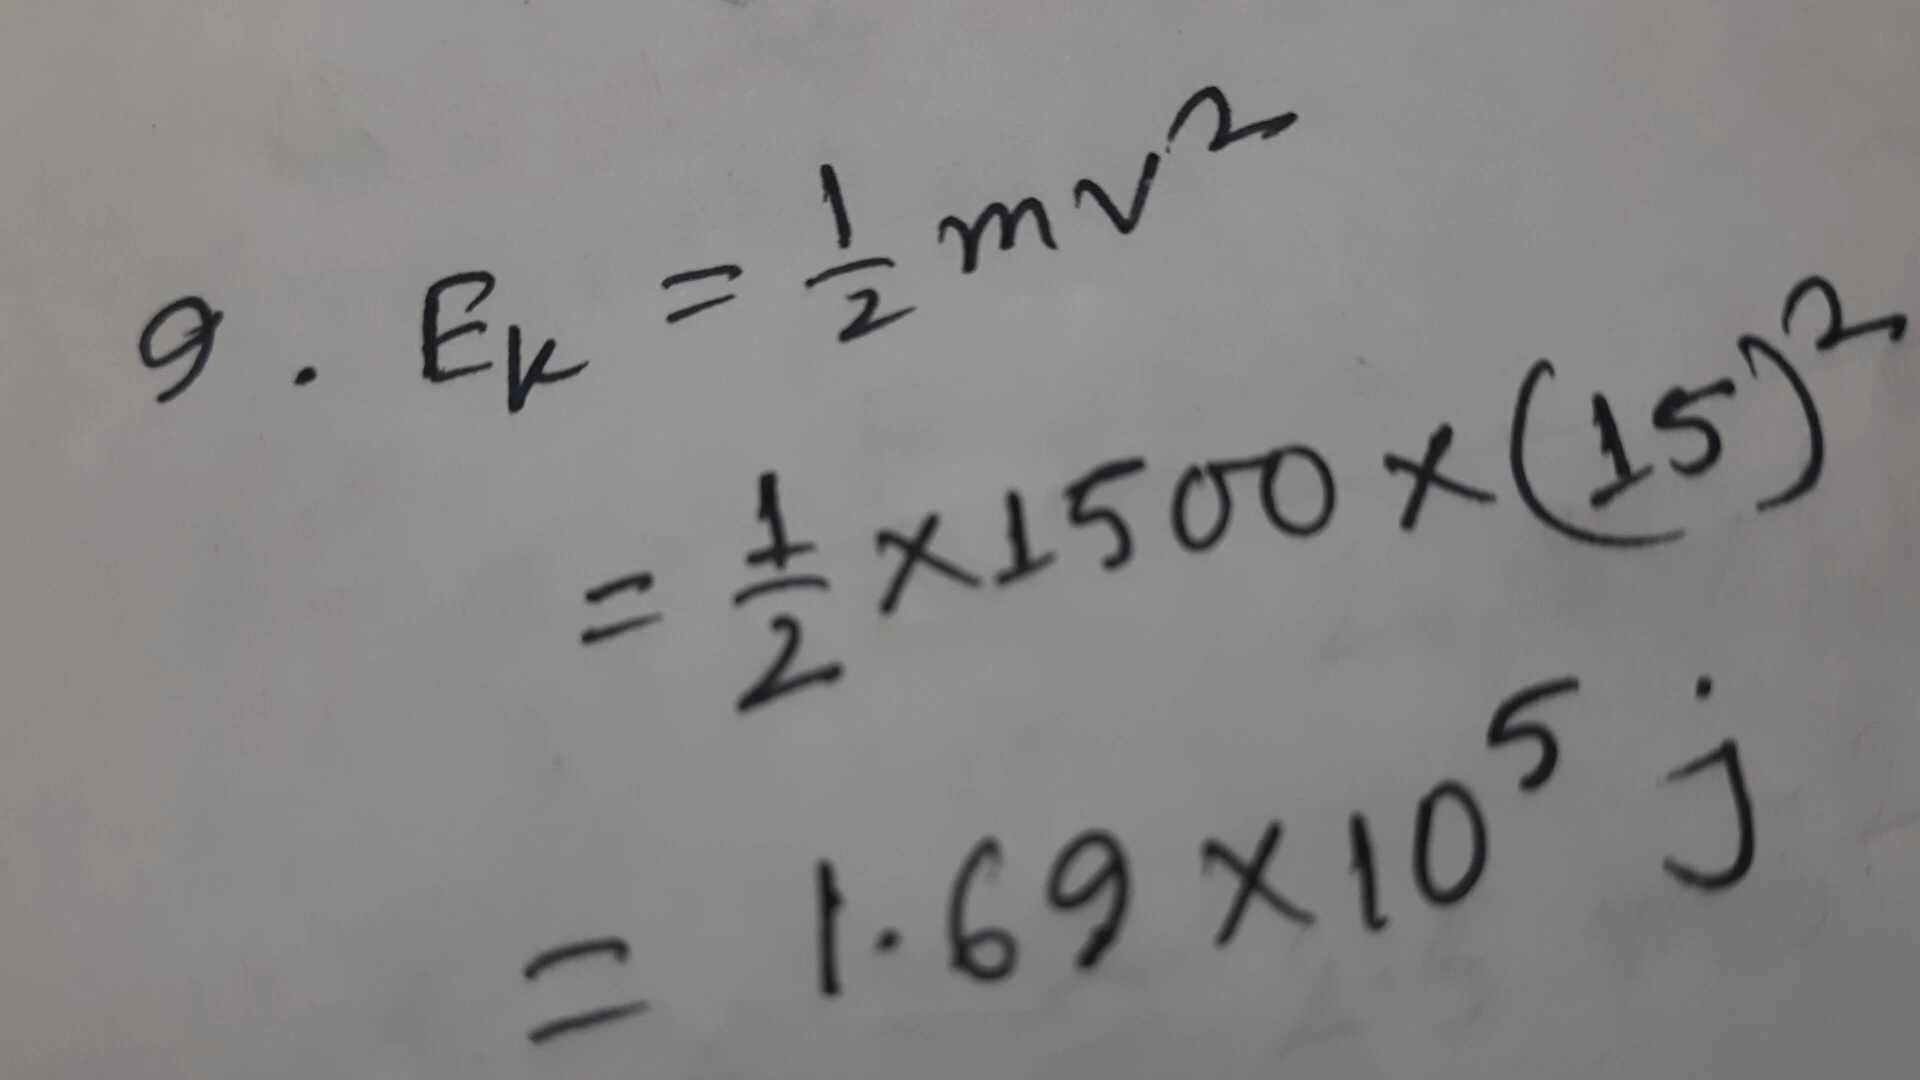 9. Eₖ = 1/2 mv²
= 1/2 × 1500 × (15)²
= 1.69 × 10⁵ j